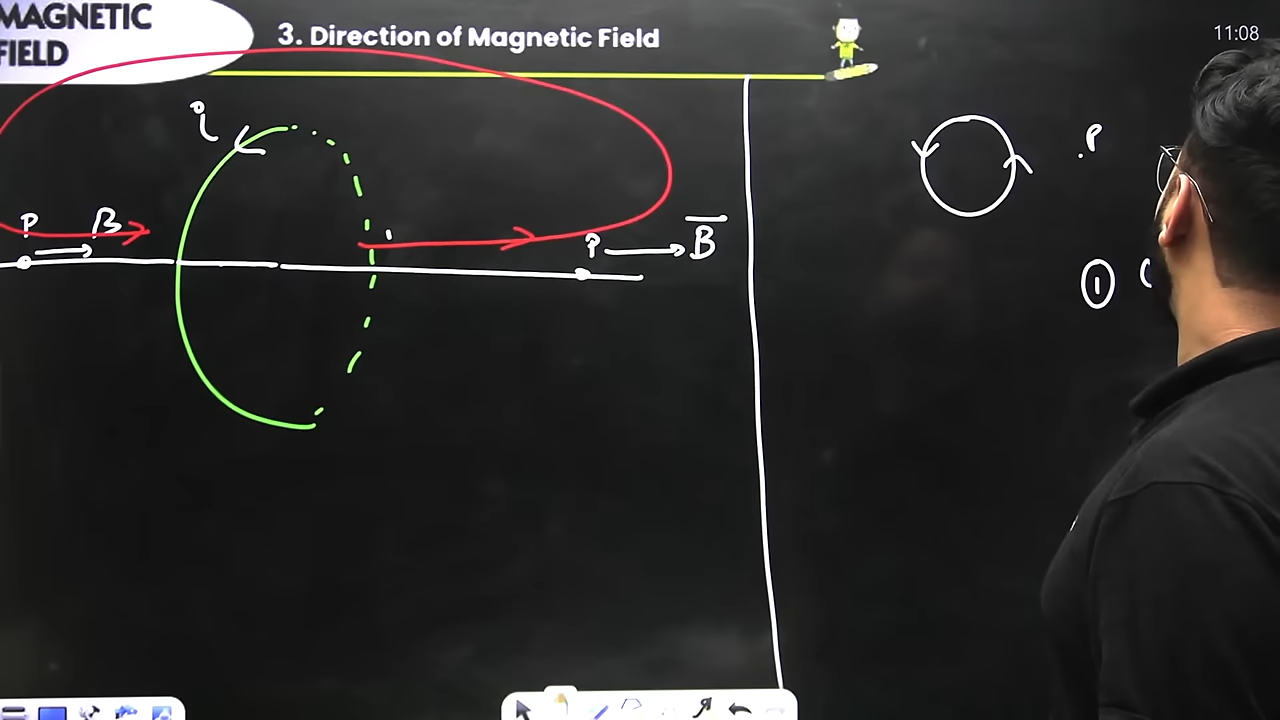 MAGNETIC
FIELD
3. Direction of Magnetic Field
11:08
i
P
B
P
B
P
1
(